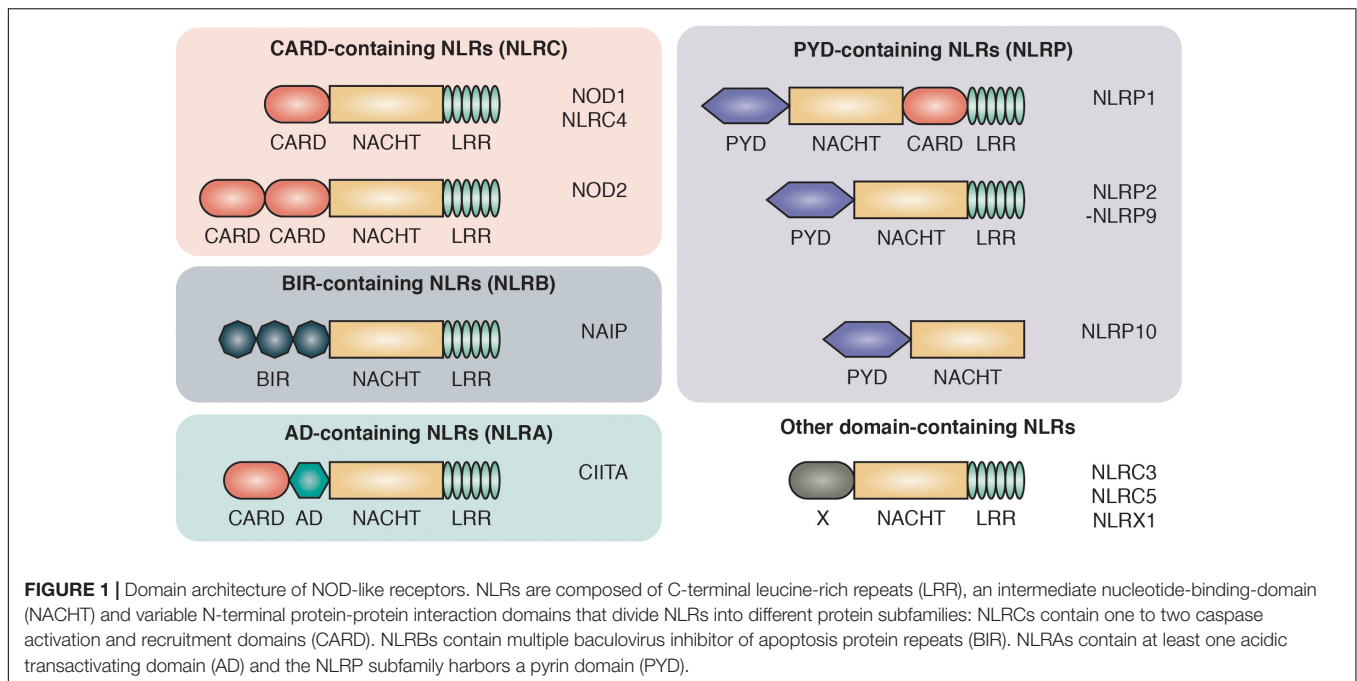 CARD-containing NLRs (NLRC)
NOD1
NLRC4
CARD NACHT LRR
NOD2
CARD CARD NACHT LRR
BIR-containing NLRs (NLRB)
NAIP
BIR NACHT LRR
AD-containing NLRs (NLRA)
CIITA
CARD AD NACHT LRR
PYD-containing NLRs (NLRP)
NLRP1
PYD NACHT CARD LRR
NLRP2
-NLRP9
PYD NACHT LRR
NLRP10
PYD NACHT
Other domain-containing NLRs
NLRC3
NLRC5
NLRX1
X NACHT LRR
FIGURE 1 | Domain architecture of NOD-like receptors. NLRs are composed of C-terminal leucine-rich repeats (LRR), an intermediate nucleotide-binding-domain
(NACHT) and variable N-terminal protein-protein interaction domains that divide NLRs into different protein subfamilies: NLRCs contain one to two caspase
activation and recruitment domains (CARD). NLRBs contain multiple baculovirus inhibitor of apoptosis protein repeats (BIR). NLRAs contain at least one acidic
transactivating domain (AD) and the NLRP subfamily harbors a pyrin domain (PYD).